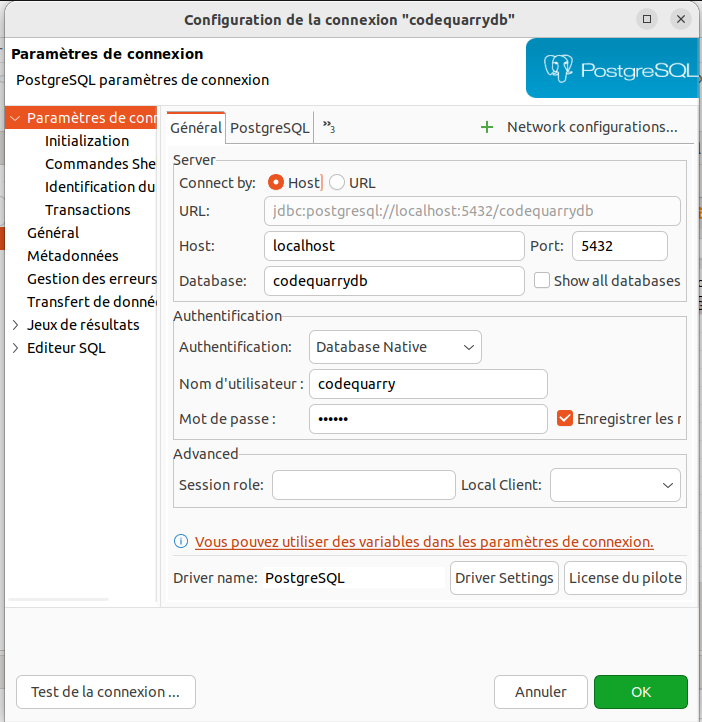 Configuration de la connexion "codequarrydb"
Paramètres de connexion
PostgreSQL paramètres de connexion
PostgreSQL
Paramètres de conn
Initialization
Commandes She
Identification du
Transactions
Général
Métadonnées
Gestion des erreurs
Transfert de donnée
Jeux de résultats
Editeur SQL
Général
PostgreSQL
»3
Network configurations...
Server
Connect by: Host URL
URL: jdbc:postgresql://localhost:5432/codequarrydb
Host: localhost Port: 5432
Database: codequarrydb Show all databases
Authentification
Authentification: Database Native
Nom d'utilisateur : codequarry
Mot de passe : •••••• Enregistrer les
Advanced
Session role: Local Client:
Vous pouvez utiliser des variables dans les paramètres de connexion.
Driver name: PostgreSQL Driver Settings License du pilote
Test de la connexion ... Annuler OK